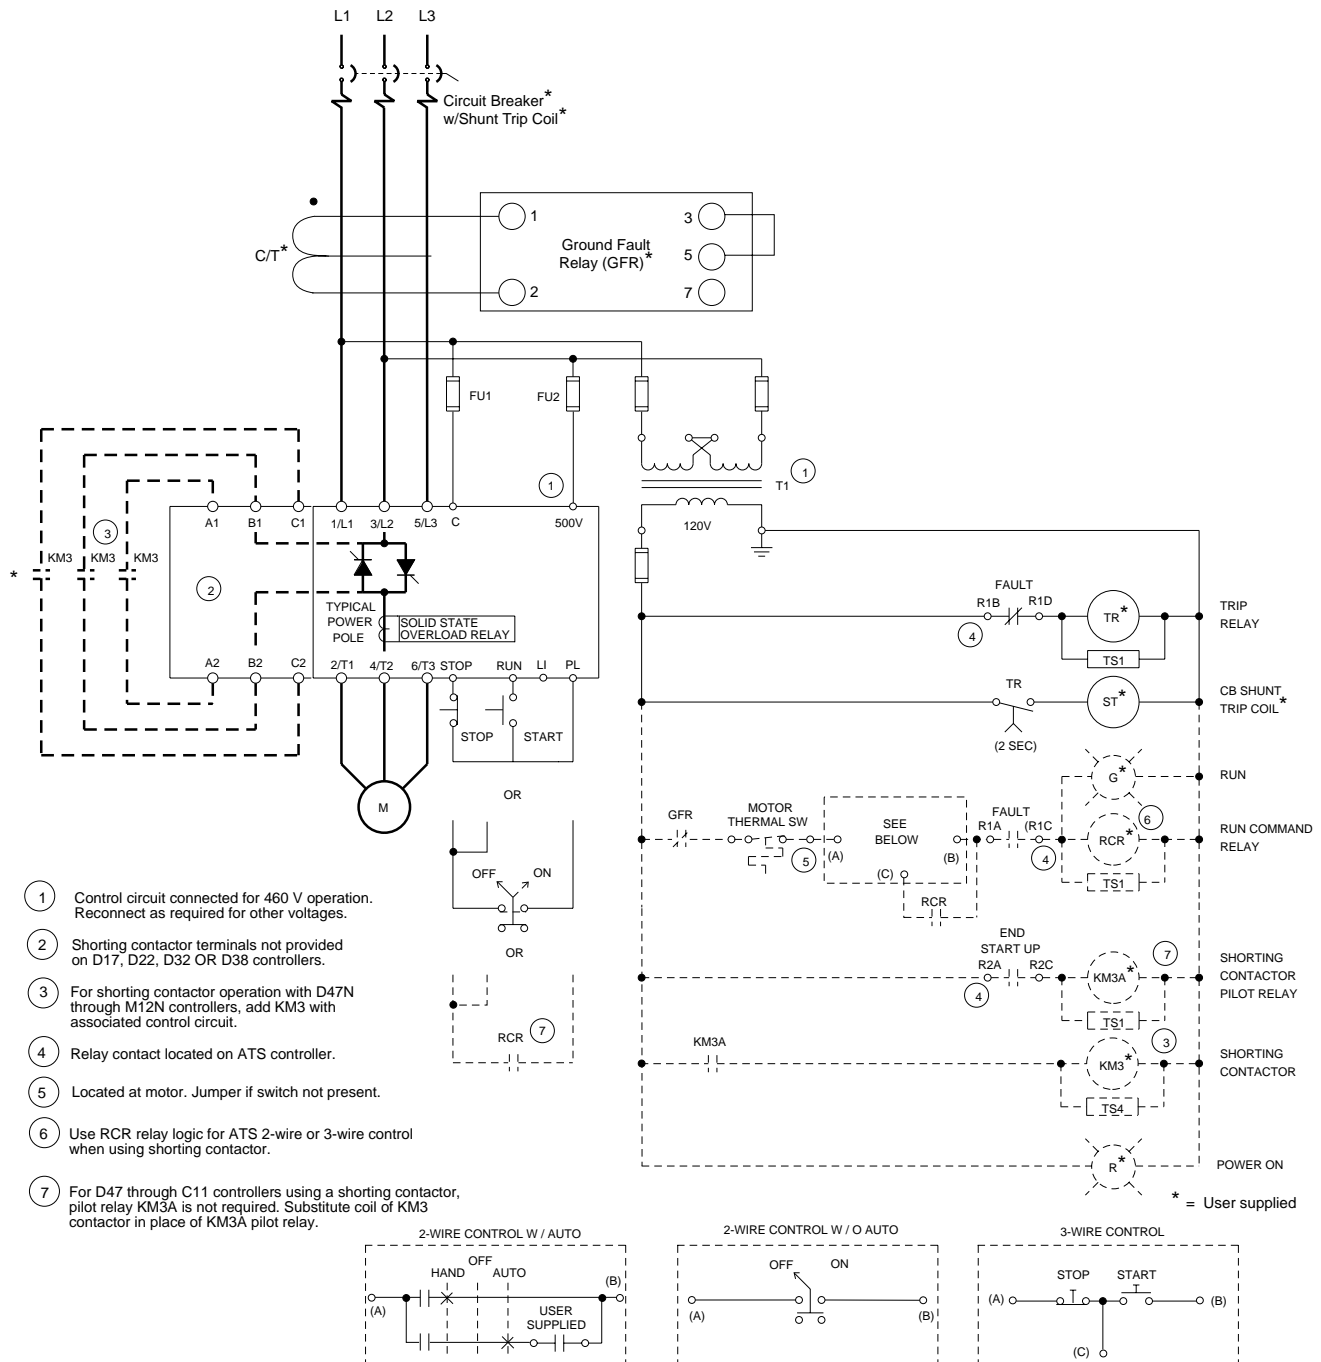 L1 L2 L3
Circuit Breaker*
w/Shunt Trip Coil*
C/T*
1
2
Ground Fault
Relay (GFR)*
3
5
7
FU1
FU2
1
T1
1
120V
A1 B1 C1 1/L1 3/L2 5/L3 C 500V
3
* KM3 KM3 KM3
2
TYPICAL
POWER
POLE
SOLID STATE
OVERLOAD RELAY
A2 B2 C2 2/T1 4/T2 6/T3 STOP RUN LI PL
STOP START
M
OR
OFF ON
OR
RCR 7
FAULT
R1B R1D
4
TR*
TS1
TRIP
RELAY
TR
(2 SEC)
ST*
CB SHUNT
TRIP COIL*
G*
RUN
GFR
MOTOR
THERMAL SW
5
SEE
BELOW
(A)
(B)
(C)
RCR
FAULT
R1A (R1C
4
6
RCR*
TS1
RUN COMMAND
RELAY
END
START UP
R2A R2C
4
7
KM3A*
TS1
SHORTING
CONTACTOR
PILOT RELAY
KM3A
3
KM3*
TS4
SHORTING
CONTACTOR
R*
POWER ON
* = User supplied
1 Control circuit connected for 460 V operation.
Reconnect as required for other voltages.
2 Shorting contactor terminals not provided
on D17, D22, D32 OR D38 controllers.
3 For shorting contactor operation with D47N
through M12N controllers, add KM3 with
associated control circuit.
4 Relay contact located on ATS controller.
5 Located at motor. Jumper if switch not present.
6 Use RCR relay logic for ATS 2-wire or 3-wire control
when using shorting contactor.
7 For D47 through C11 controllers using a shorting contactor,
pilot relay KM3A is not required. Substitute coil of KM3
contactor in place of KM3A pilot relay.
2-WIRE CONTROL W / AUTO
OFF
HAND AUTO
(A)
(B)
USER
SUPPLIED
2-WIRE CONTROL W / O AUTO
OFF ON
(A) (B)
3-WIRE CONTROL
STOP START
(A) (B)
(C)